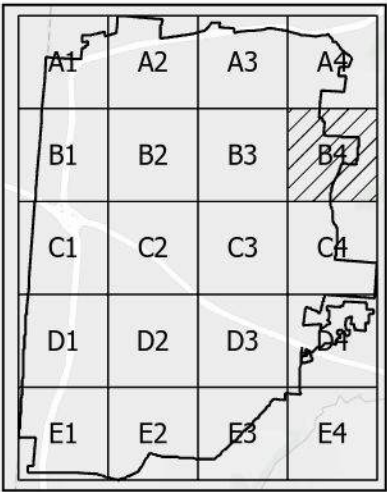 A1 A2 A3 A4
B1 B2 B3 B4
C1 C2 C3 C4
D1 D2 D3 D4
E1 E2 E3 E4